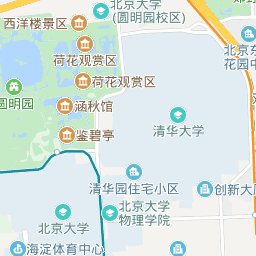 北京大学
(圆明园校区)
西洋楼景区
荷花观赏区
北京东
花园中
荷花观赏区
圆明园
涵秋馆
清华大学
鉴碧亭
清华园住宅小区
创新大厦
北京大学
北京大学
物理学院
海淀体育中心